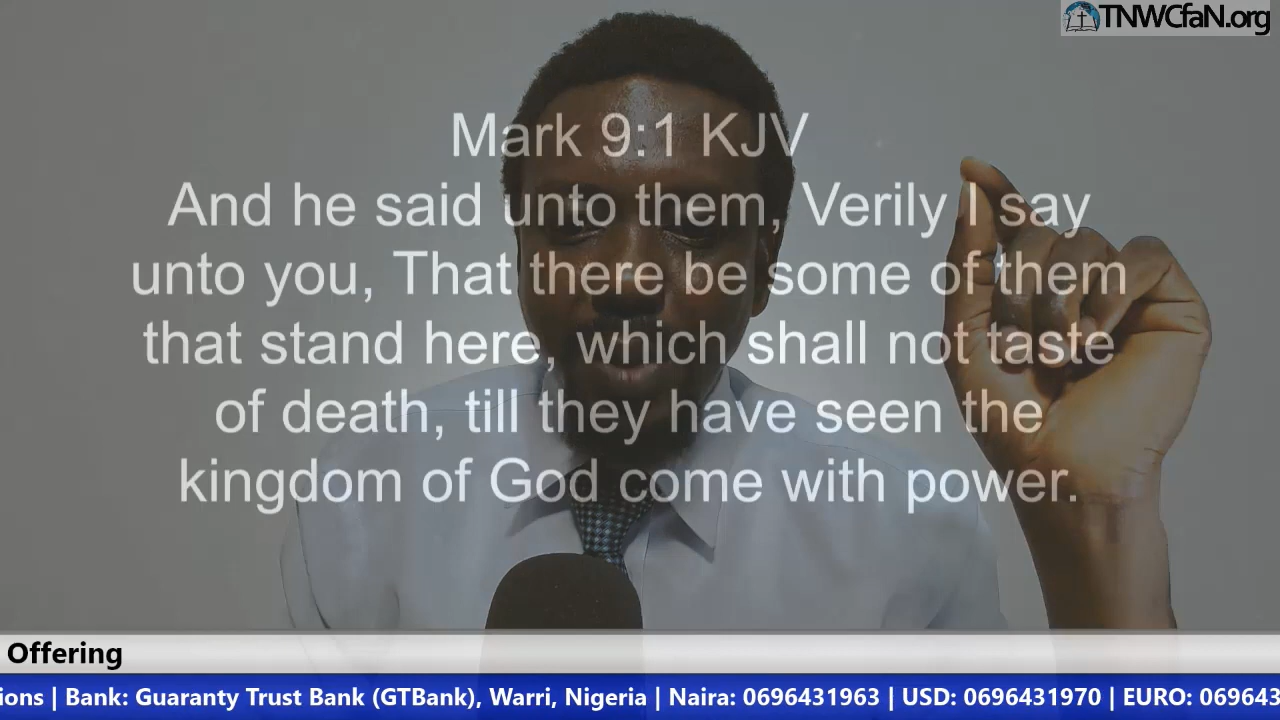 TNWCfaN.org
Mark 9:1 KJV
And he said unto them, Verily I say
unto you, That there be some of them
that stand here, which shall not taste
of death, till they have seen the
kingdom of God come with power.
Offering
ions | Bank: Guaranty Trust Bank (GTBank), Warri, Nigeria | Naira: 0696431963 | USD: 0696431970 | EURO: 069643